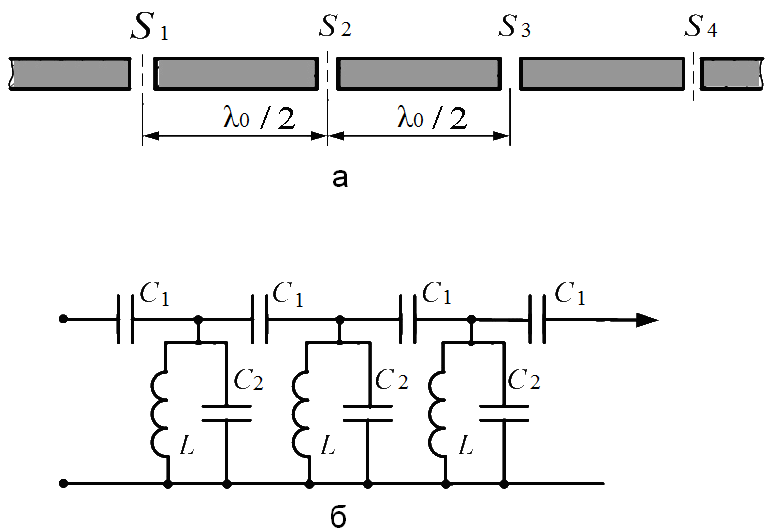 S1 S2 S3 S4
λ0 / 2 λ0 / 2
а
C1 C1 C1 C1
C2 C2 C2
L L L
б